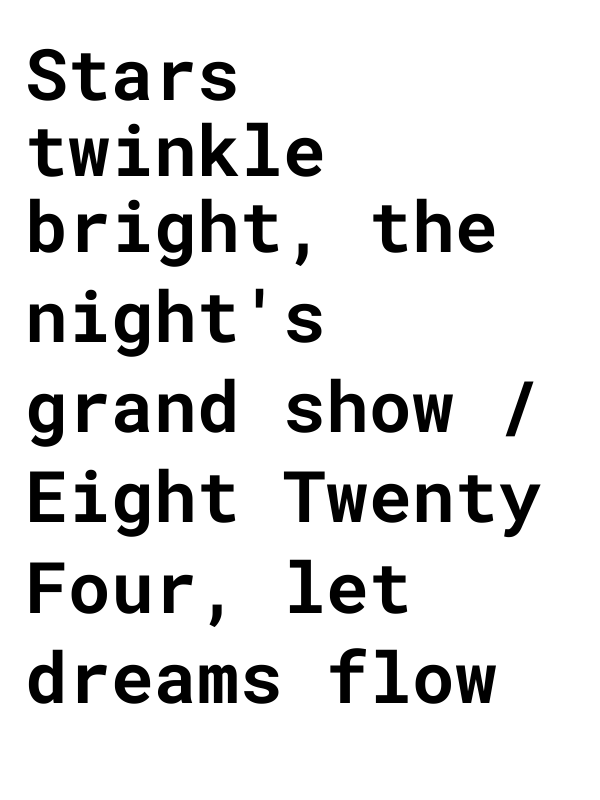 Stars
twinkle
bright, the
night's
grand show /
Eight Twenty
Four, let
dreams flow